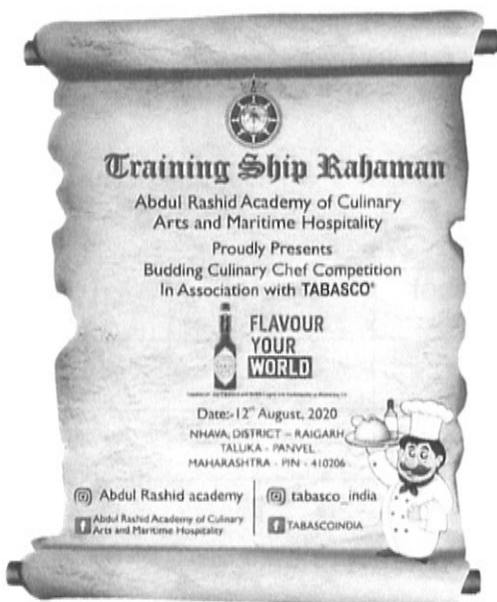 Training Ship Rahaman
Abdul Rashid Academy of Culinary
Arts and Maritime Hospitality
Proudly Presents
Budding Culinary Chef Competition
In Association with TABASCO®
FLAVOUR
YOUR
WORLD
Date:-12th August, 2020
NHAVA, DISTRICT – RAIGARH
TALUKA - PANVEL
MAHARASHTRA - PIN - 410206
Abdul Rashid academy
Abdul Rashid Academy of Culinary
Arts and Maritime Hospitality
tabasco_india
TABASCOINDIA